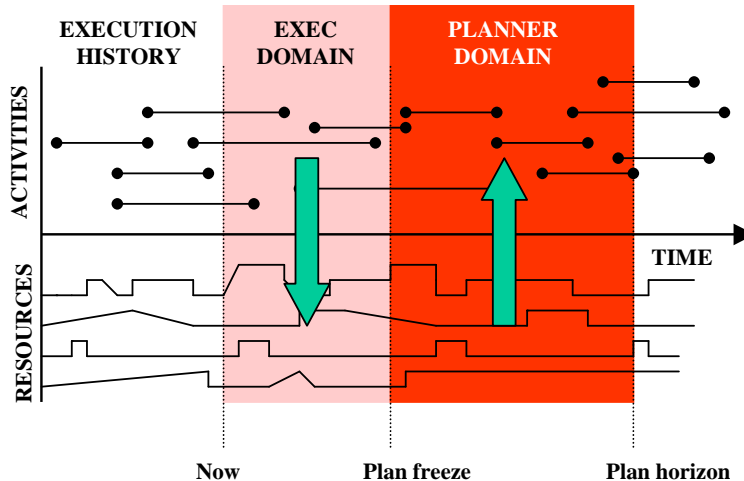 EXECUTION
HISTORY
EXEC
DOMAIN
PLANNER
DOMAIN
ACTIVITIES
TIME
RESOURCES
Now
Plan freeze
Plan horizon